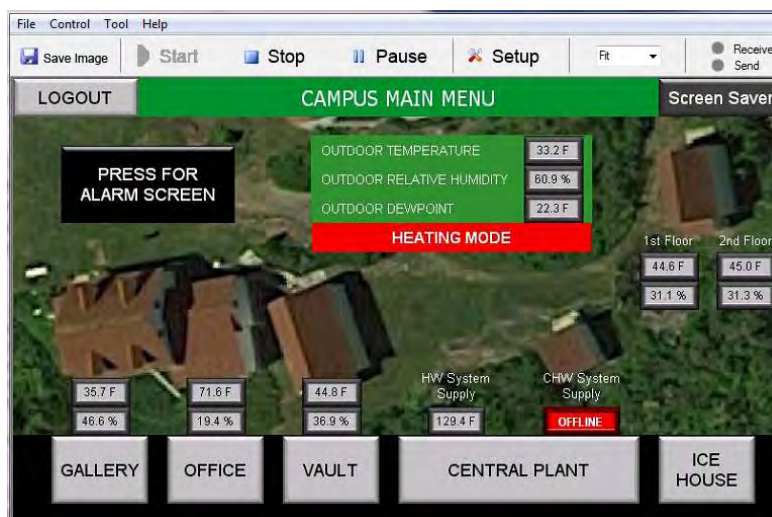 File Control Tool Help
Save Image Start Stop Pause Setup Fit Receive
Send
LOGOUT CAMPUS MAIN MENU Screen Saver
PRESS FOR
ALARM SCREEN
OUTDOOR TEMPERATURE 33.2 F
OUTDOOR RELATIVE HUMIDITY 60.9 %
OUTDOOR DEWPOINT 22.3 F
HEATING MODE
1st Floor 2nd Floor
44.6 F 45.0 F
31.1 % 31.3 %
HW System CHW System
Supply Supply
35.7 F 71.6 F 44.8 F
46.6 % 19.4 % 36.9 % 129.4 F OFFLINE
GALLERY OFFICE VAULT CENTRAL PLANT ICE
HOUSE